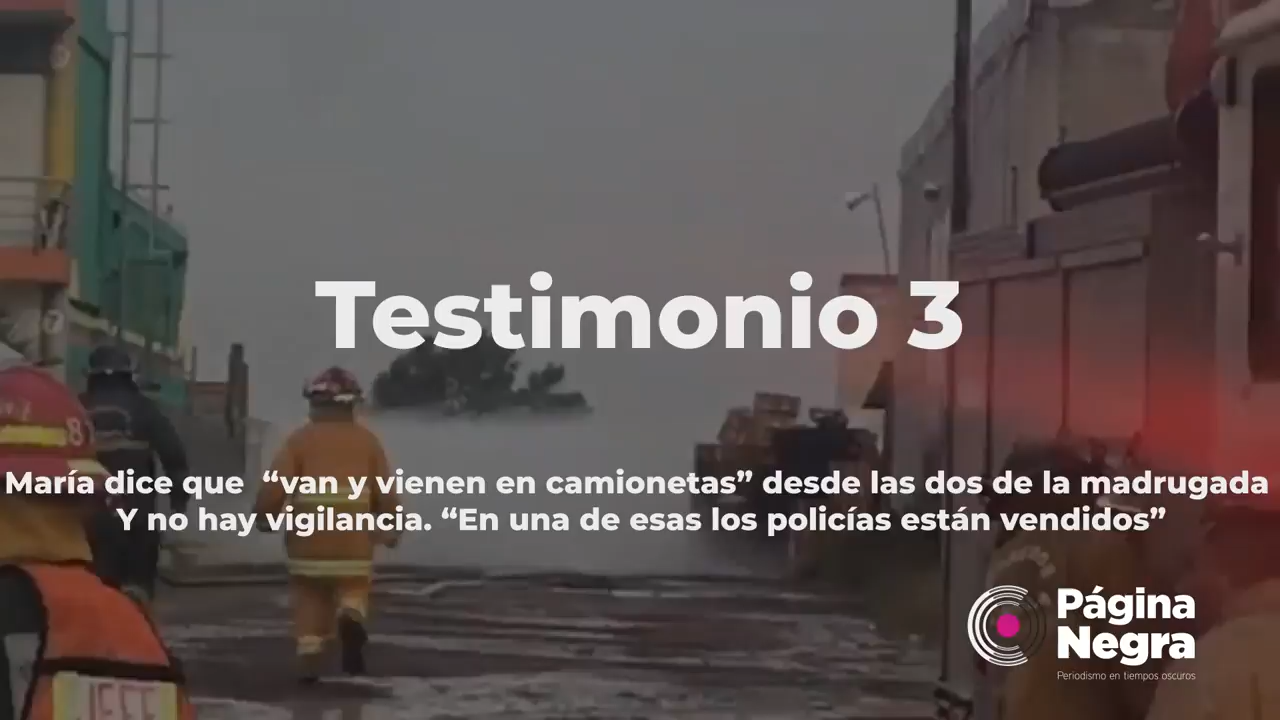 Testimonio 3
María dice que “van y vienen en camionetas” desde las dos de la madrugada
Y no hay vigilancia. “En una de esas los policías están vendidos”
Página
Negra
Periodismo en tiempos oscuros
JEFE